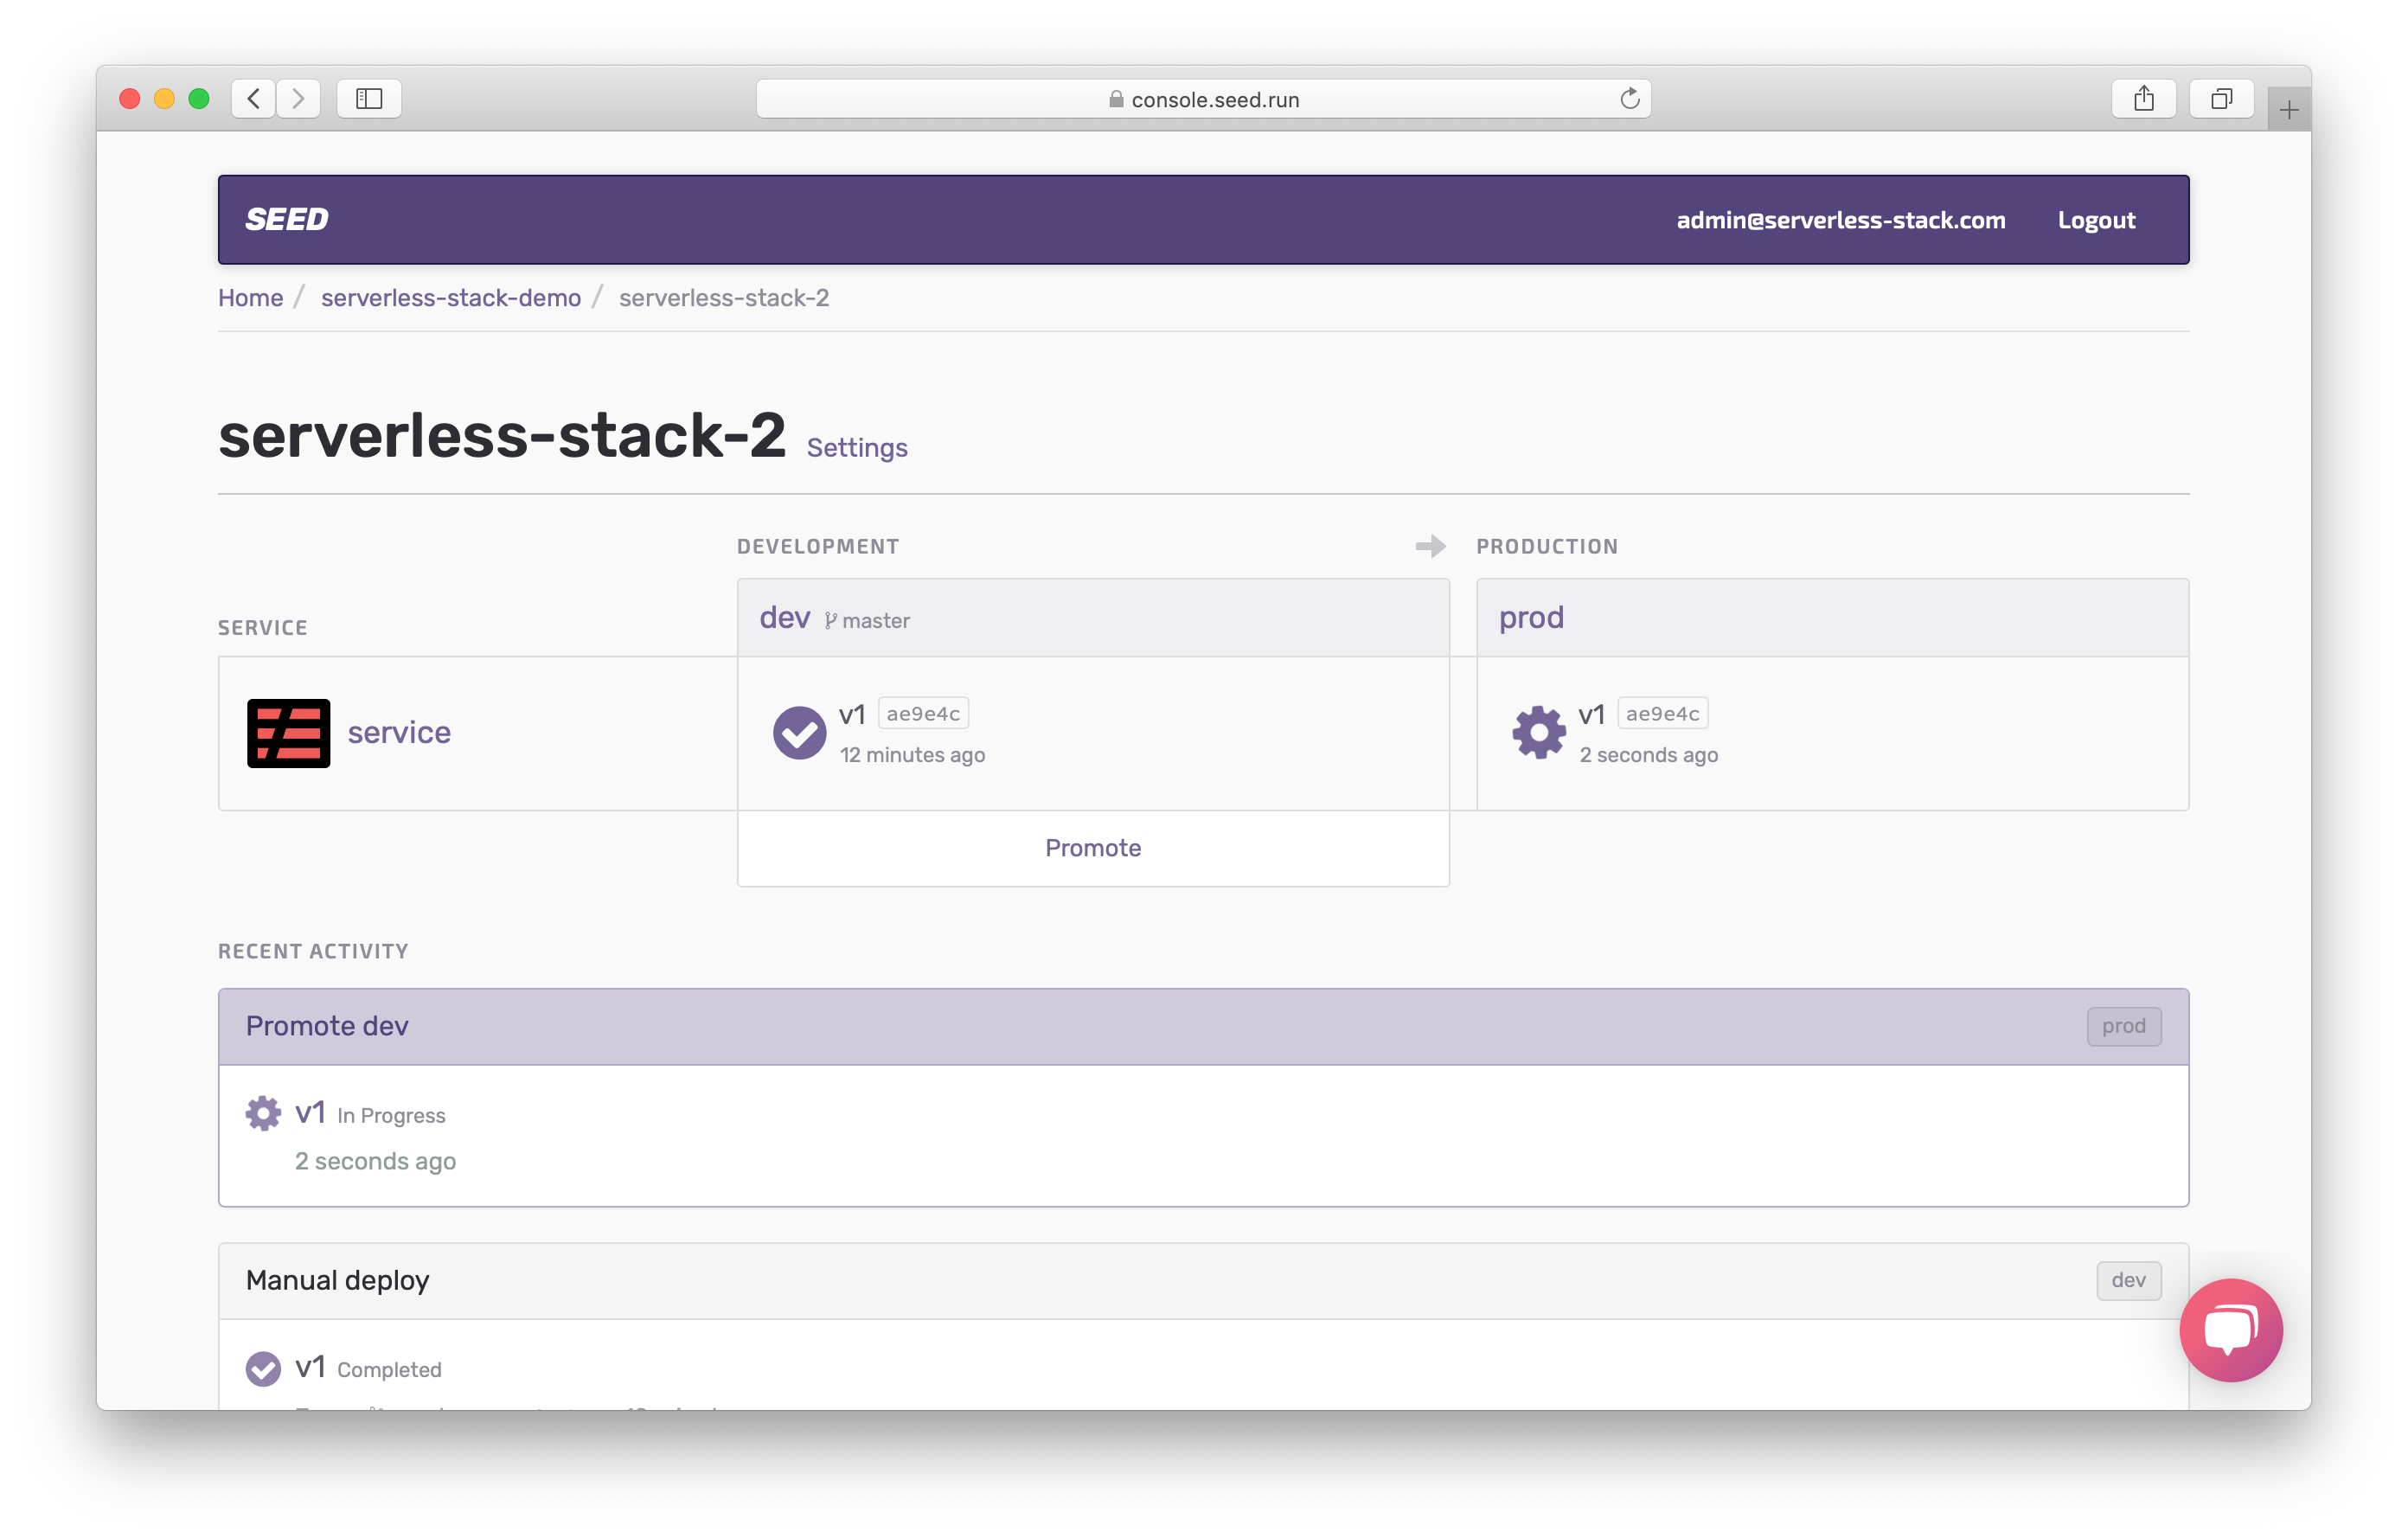 console.seed.run
SEED
admin@serverless-stack.com Logout
Home / serverless-stack-demo / serverless-stack-2
serverless-stack-2 Settings
DEVELOPMENT
PRODUCTION
SERVICE
dev master
prod
service
v1 ae9e4c
12 minutes ago
v1 ae9e4c
2 seconds ago
Promote
RECENT ACTIVITY
Promote dev
prod
v1 In Progress
2 seconds ago
Manual deploy
dev
v1 Completed